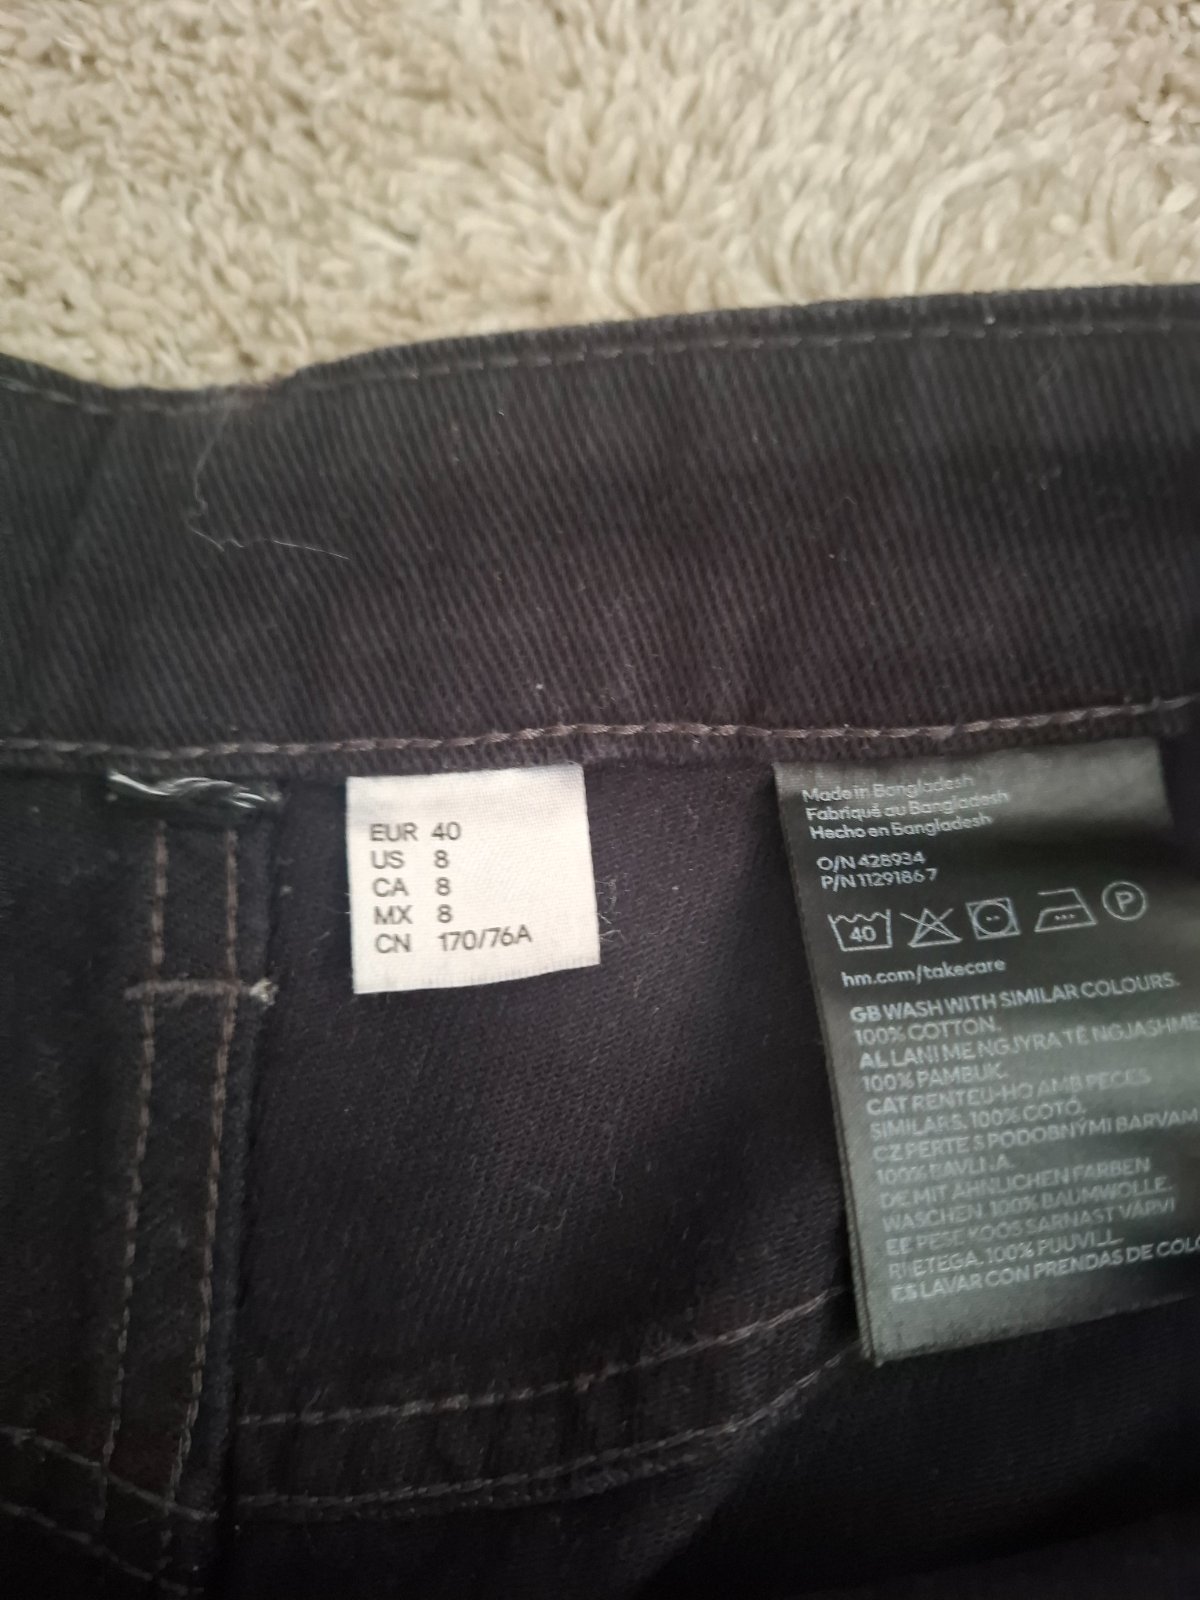 EUR 40
US 8
CA 8
MX 8
CN 170/76A
Made in Bangladesh
Fabriqué au Bangladesh
Hecho en Bangladesh
O/N 428934
P/N 11291867
40 P
hm.com/takecare
GB WASH WITH SIMILAR COLOURS.
100% COTTON.
AL LANI ME NGJYRA TË NGJASHME
100% PAMBUK.
CAT RENTEU-HO AMB PECES
SIMILARS. 100% COTÓ.
CZ PERTE S PODOBNÝMI BARVAM
100% BAVLNA.
DE MIT ÄHNLICHEN FARBEN
WASCHEN. 100% BAUMWOLLE.
EE PESE KOOS SARNAST VÄRVI
RIIETEGA. 100% PUUVILL.
ES LAVAR CON PRENDAS DE COLO